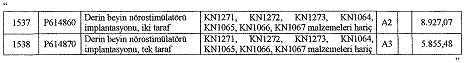 “
1537 P614860 Derin beyin nörostimülatörü KN1271, KN1272, KN1273, KN1064, A2 8.927,07
implantasyonu, iki taraf KN1065, KN1066, KN1067 malzemeleri hariç
1538 P614870 Derin beyin nörostimülatörü KN1271, KN1272, KN1273, KN1064, A3 5.855,48
implantasyonu, tek taraf KN1065, KN1066, KN1067 malzemeleri hariç
”